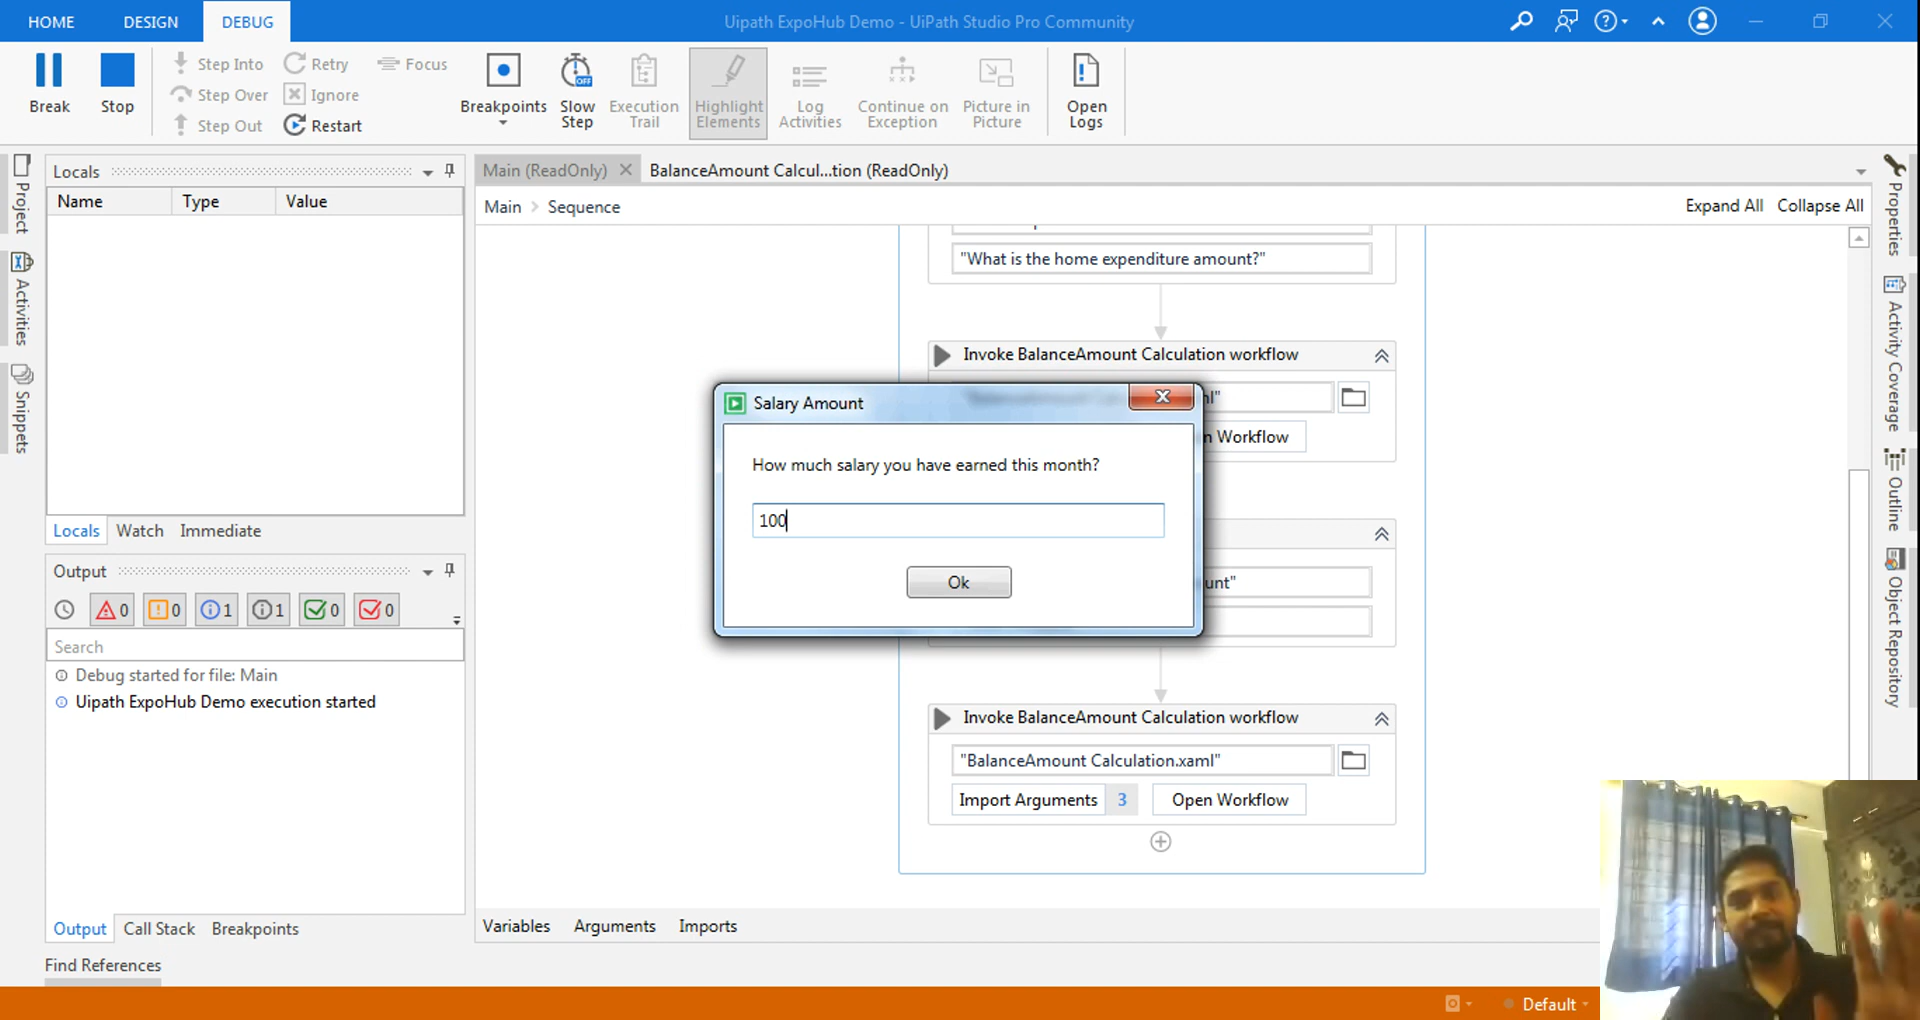 HOME DESIGN DEBUG Uipath ExpoHub Demo - UiPath Studio Pro Community
Break
Stop
Step Into
Step Over
Step Out
Retry
Ignore
Restart
Focus
Breakpoints
Slow
Step
Execution
Trail
Highlight
Elements
Log
Activities
Continue on
Exception
Picture in
Picture
Open
Logs
Project
Activities
Snippets
Locals
Name Type Value
Locals Watch Immediate
Output
0 0 1 1 0 0
Search
Debug started for file: Main
Uipath ExpoHub Demo execution started
Output Call Stack Breakpoints
Find References
Main (ReadOnly) BalanceAmount Calcul...tion (ReadOnly)
Main > Sequence
Expand All Collapse All
"What is the home expenditure amount?"
Invoke BalanceAmount Calculation workflow
Workflow
Salary Amount
How much salary you have earned this month?
100
Ok
Invoke BalanceAmount Calculation workflow
"BalanceAmount Calculation.xaml"
Import Arguments 3 Open Workflow
Variables Arguments Imports
Properties
Activity Coverage
Outline
Object Repository
Default